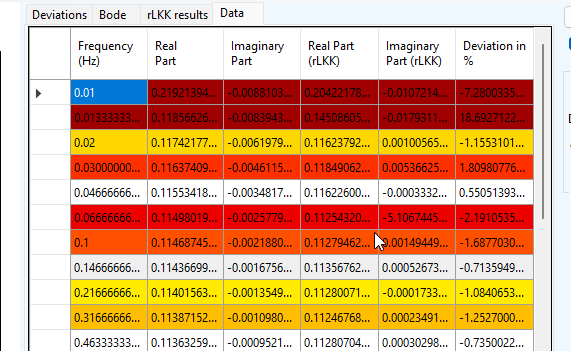 Deviations Bode rLKK results Data
Frequency (Hz) Real Part Imaginary Part Real Part (rLKK) Imaginary Part (rLKK) Deviation in %
0.01 0.21921394... -0.0088103... 0.20422178... -0.0107214... -7.2800335...
0.01333333... 0.11856626... -0.0083943... 0.14508605... -0.0179311... 18.6927122...
0.02 0.11742177... -0.0061979... 0.11623792... 0.00100565... -1.1553101...
0.03000000... 0.11637409... -0.0046115... 0.11849062... 0.00536625... 1.80980776...
0.04666666... 0.11553418... -0.0034817... 0.11622600... -0.0003332... 0.55051393...
0.06666666... 0.11498019... -0.0025779... 0.11254320... -5.1067445... -2.1910535...
0.1 0.11468745... -0.0021880... 0.11279462... 0.00149449... -1.6877030...
0.14666666... 0.11436699... -0.0016756... 0.11356762... 0.00052673... -0.7135949...
0.21666666... 0.11401563... -0.0013549... 0.11280071... -0.0001733... -1.0840653...
0.31666666... 0.11387152... -0.0010980... 0.11246768... 0.00023491... -1.2527000...
0.46333333... 0.11363259... -0.0009521... 0.11280704... 0.00030298... -0.7350022...